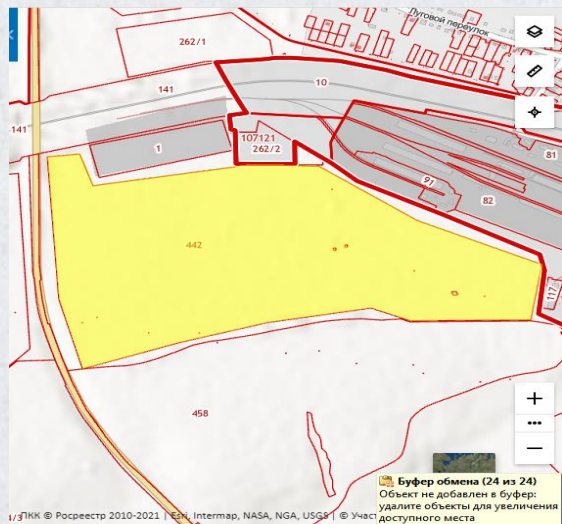 Луговой переулок
262/1
10
141
141
107121
262/2
1
81
91
82
442
117
458
Буфер обмена (24 из 24)
Объект не добавлен в буфер:
удалите объекты для увеличения
доступного места
ПКК © Росреестр 2010-2021 | Esri, Intermap, NASA, NGA, USGS | © Участ